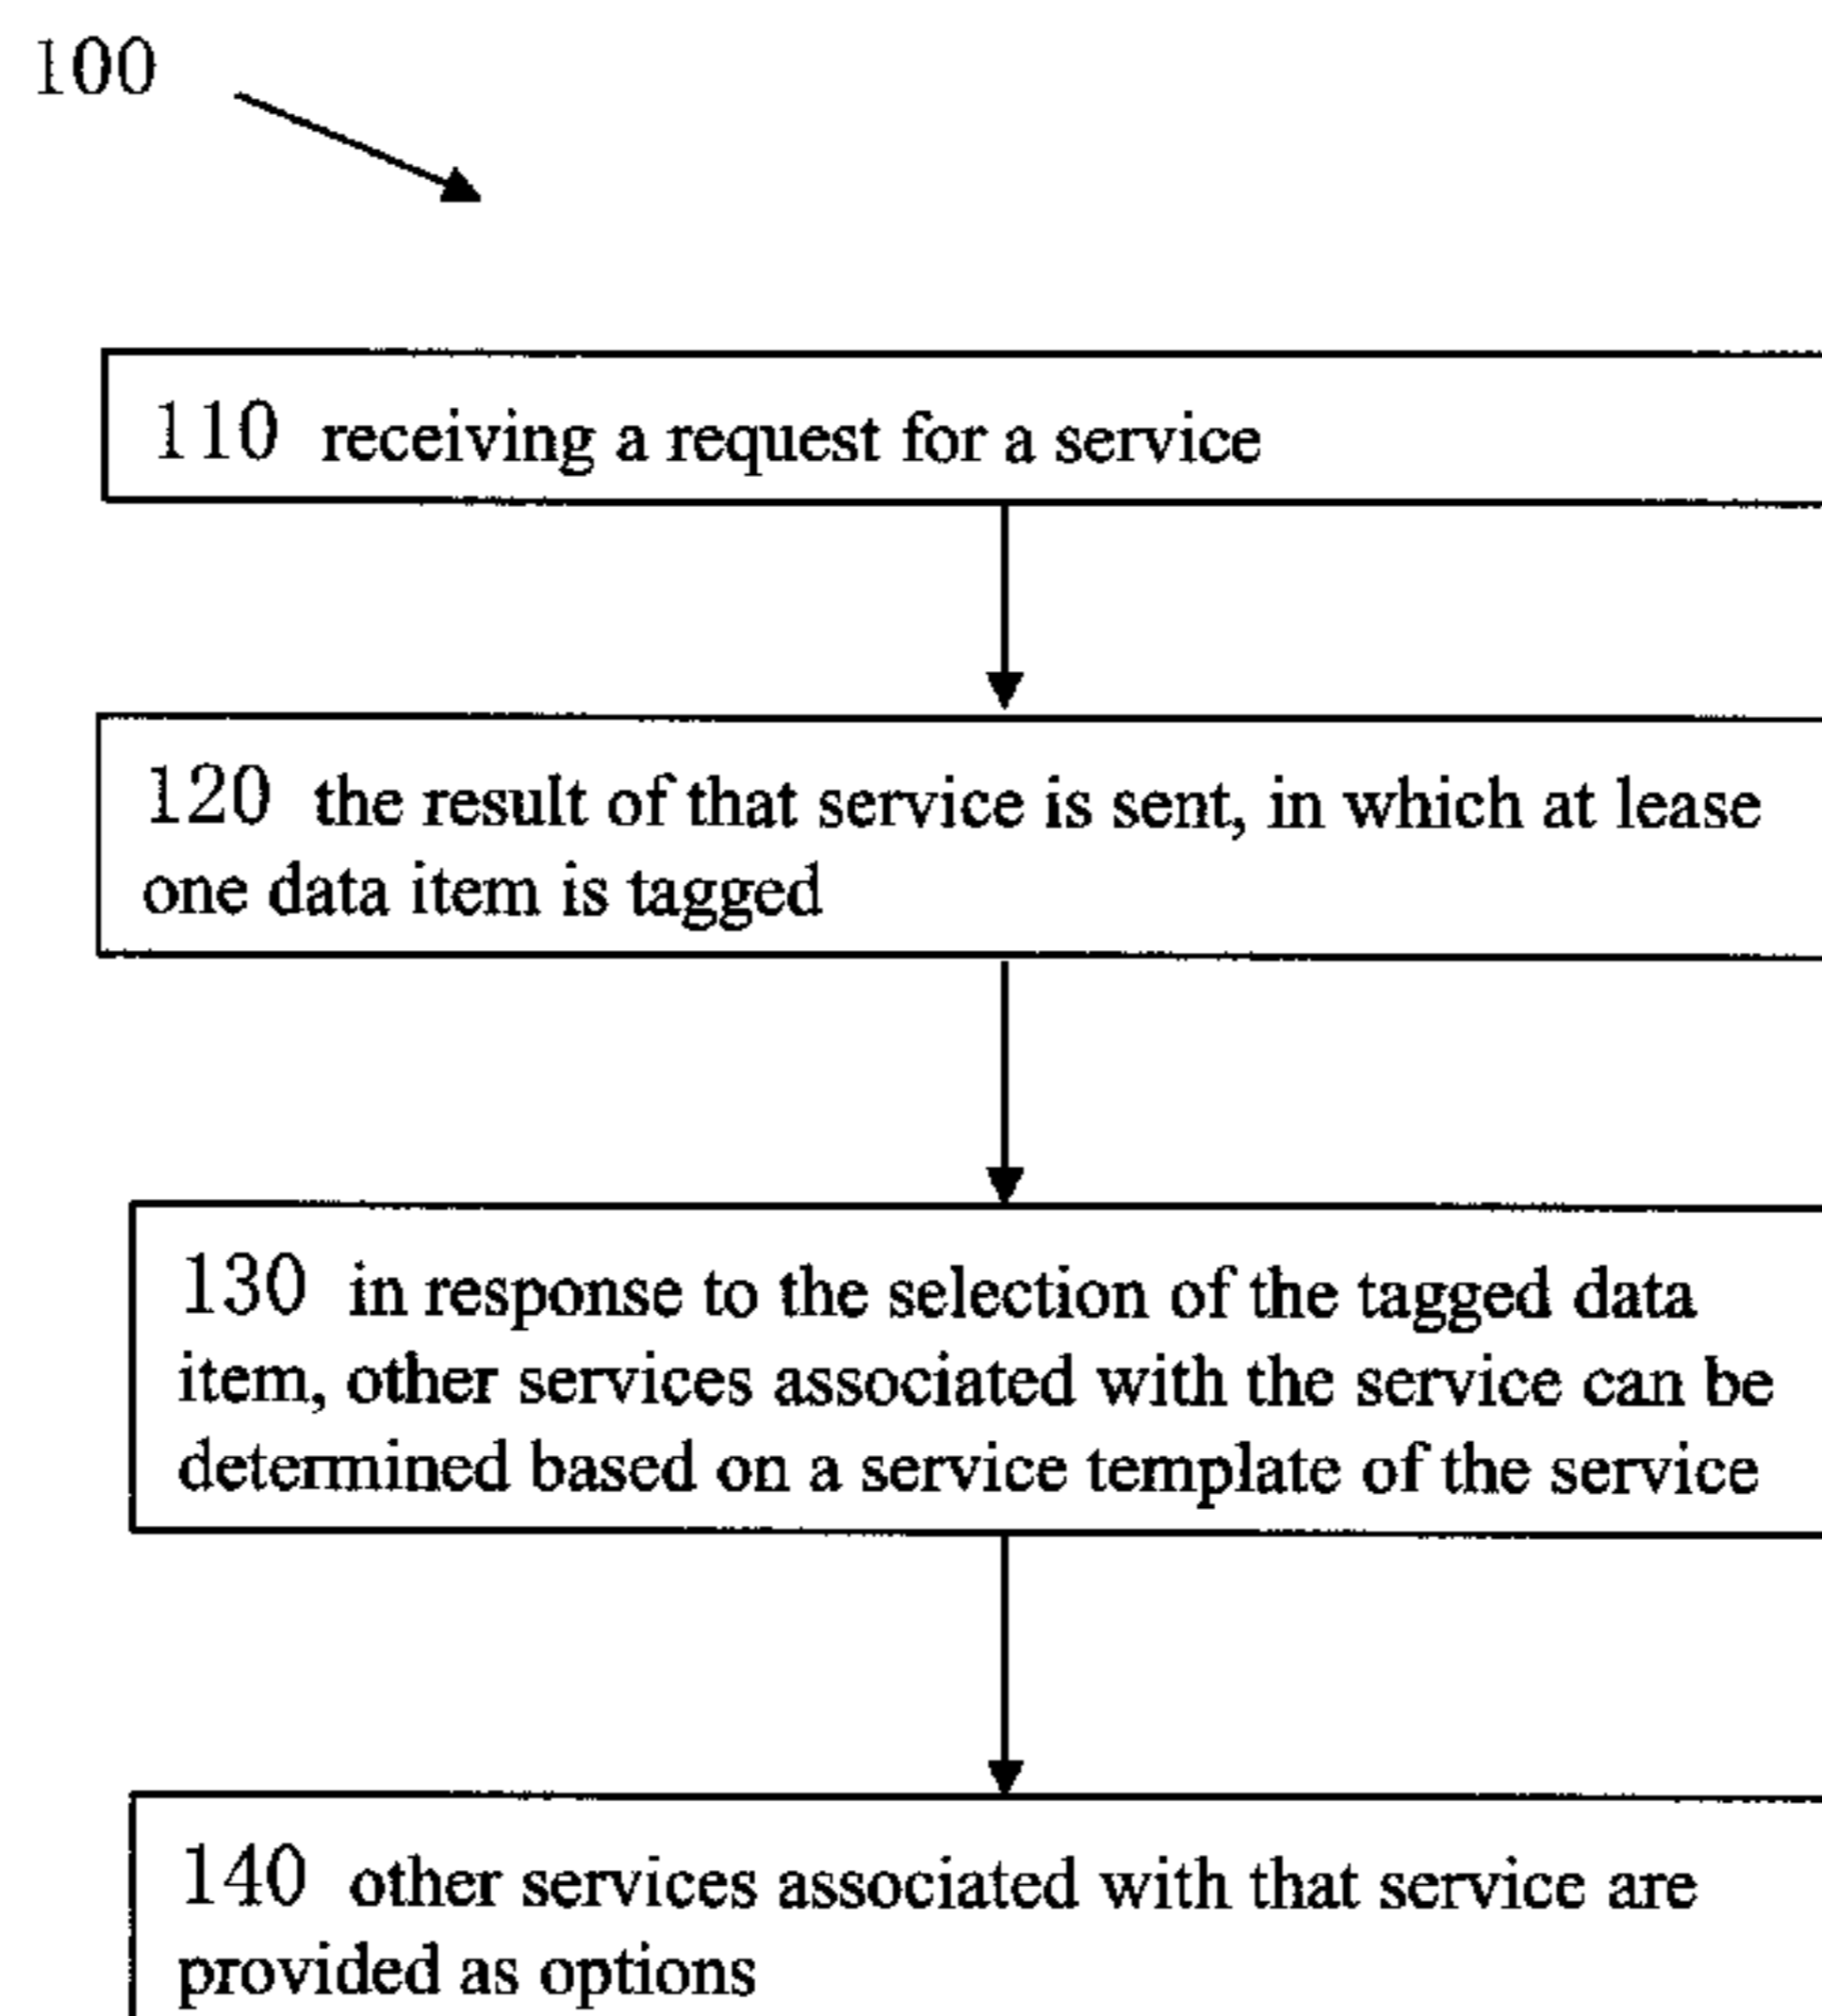 100
110 receiving a request for a service
120 the result of that service is sent, in which at lease
one data item is tagged
130 in response to the selection of the tagged data
item, other services associated with the service can be
determined based on a service template of the service
140 other services associated with that service are
provided as options